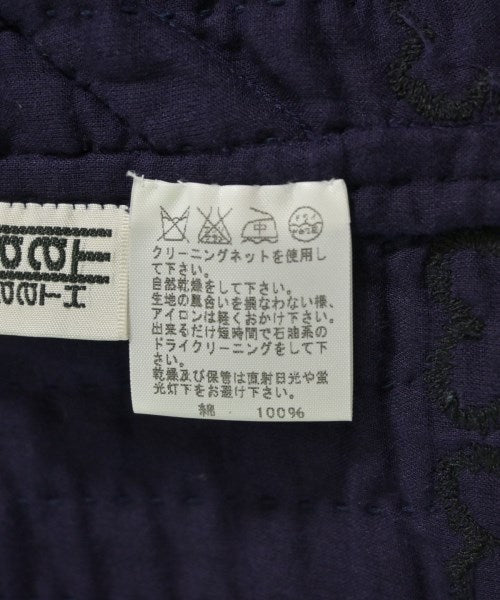 クリーニングネットを使用し
て下さい。
自然乾燥をして下さい。
生地の風合いを損なわない様、
アイロンは軽くおかけ下さい。
出来るだけ短時間で石油系の
ドライクリーニングをして下
さい。
乾燥及び保管は直射日光や蛍
光灯下をお避け下さい。
綿 100%